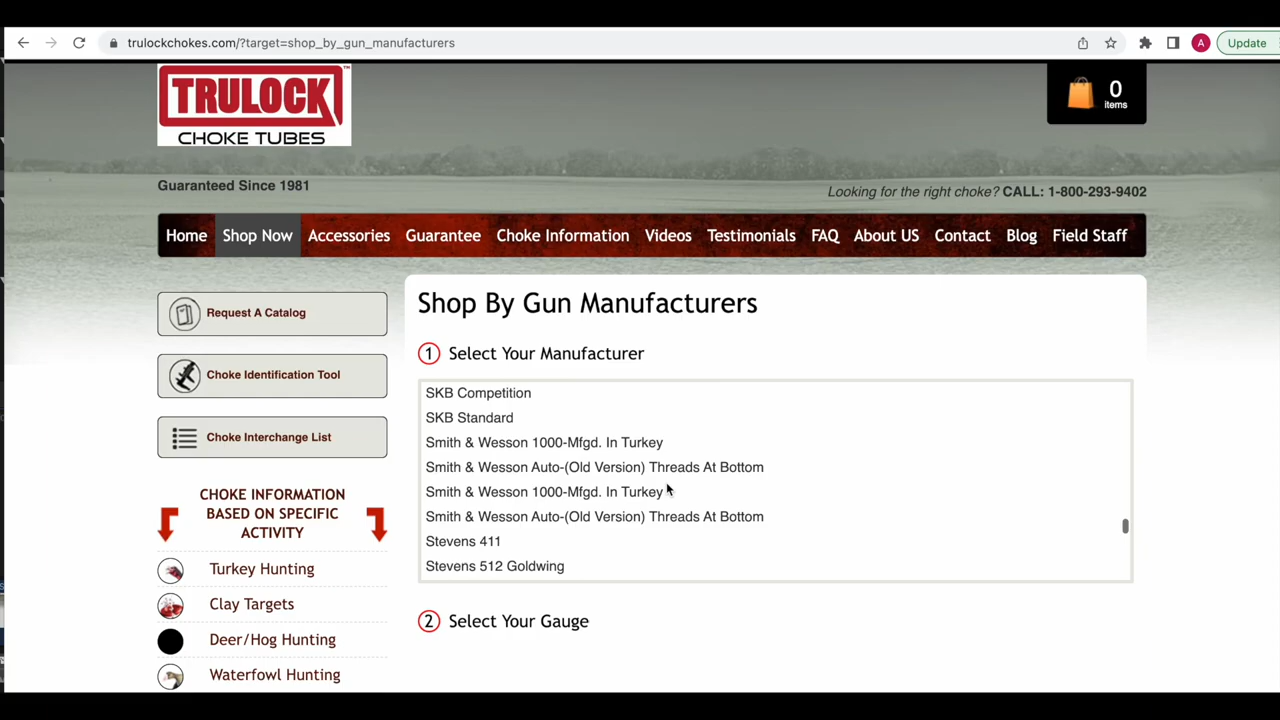 trulockchokes.com/?target=shop_by_gun_manufacturers
A
Update
TRULOCK™
CHOKE TUBES
0
items
Guaranteed Since 1981
Looking for the right choke? CALL: 1-800-293-9402
Home Shop Now Accessories Guarantee Choke Information Videos Testimonials FAQ About US Contact Blog Field Staff
Request A Catalog
Choke Identification Tool
Choke Interchange List
CHOKE INFORMATION
BASED ON SPECIFIC
ACTIVITY
Turkey Hunting
Clay Targets
Deer/Hog Hunting
Waterfowl Hunting
Shop By Gun Manufacturers
1 Select Your Manufacturer
SKB Competition
SKB Standard
Smith & Wesson 1000-Mfgd. In Turkey
Smith & Wesson Auto-(Old Version) Threads At Bottom
Smith & Wesson 1000-Mfgd. In Turkey
Smith & Wesson Auto-(Old Version) Threads At Bottom
Stevens 411
Stevens 512 Goldwing
2 Select Your Gauge